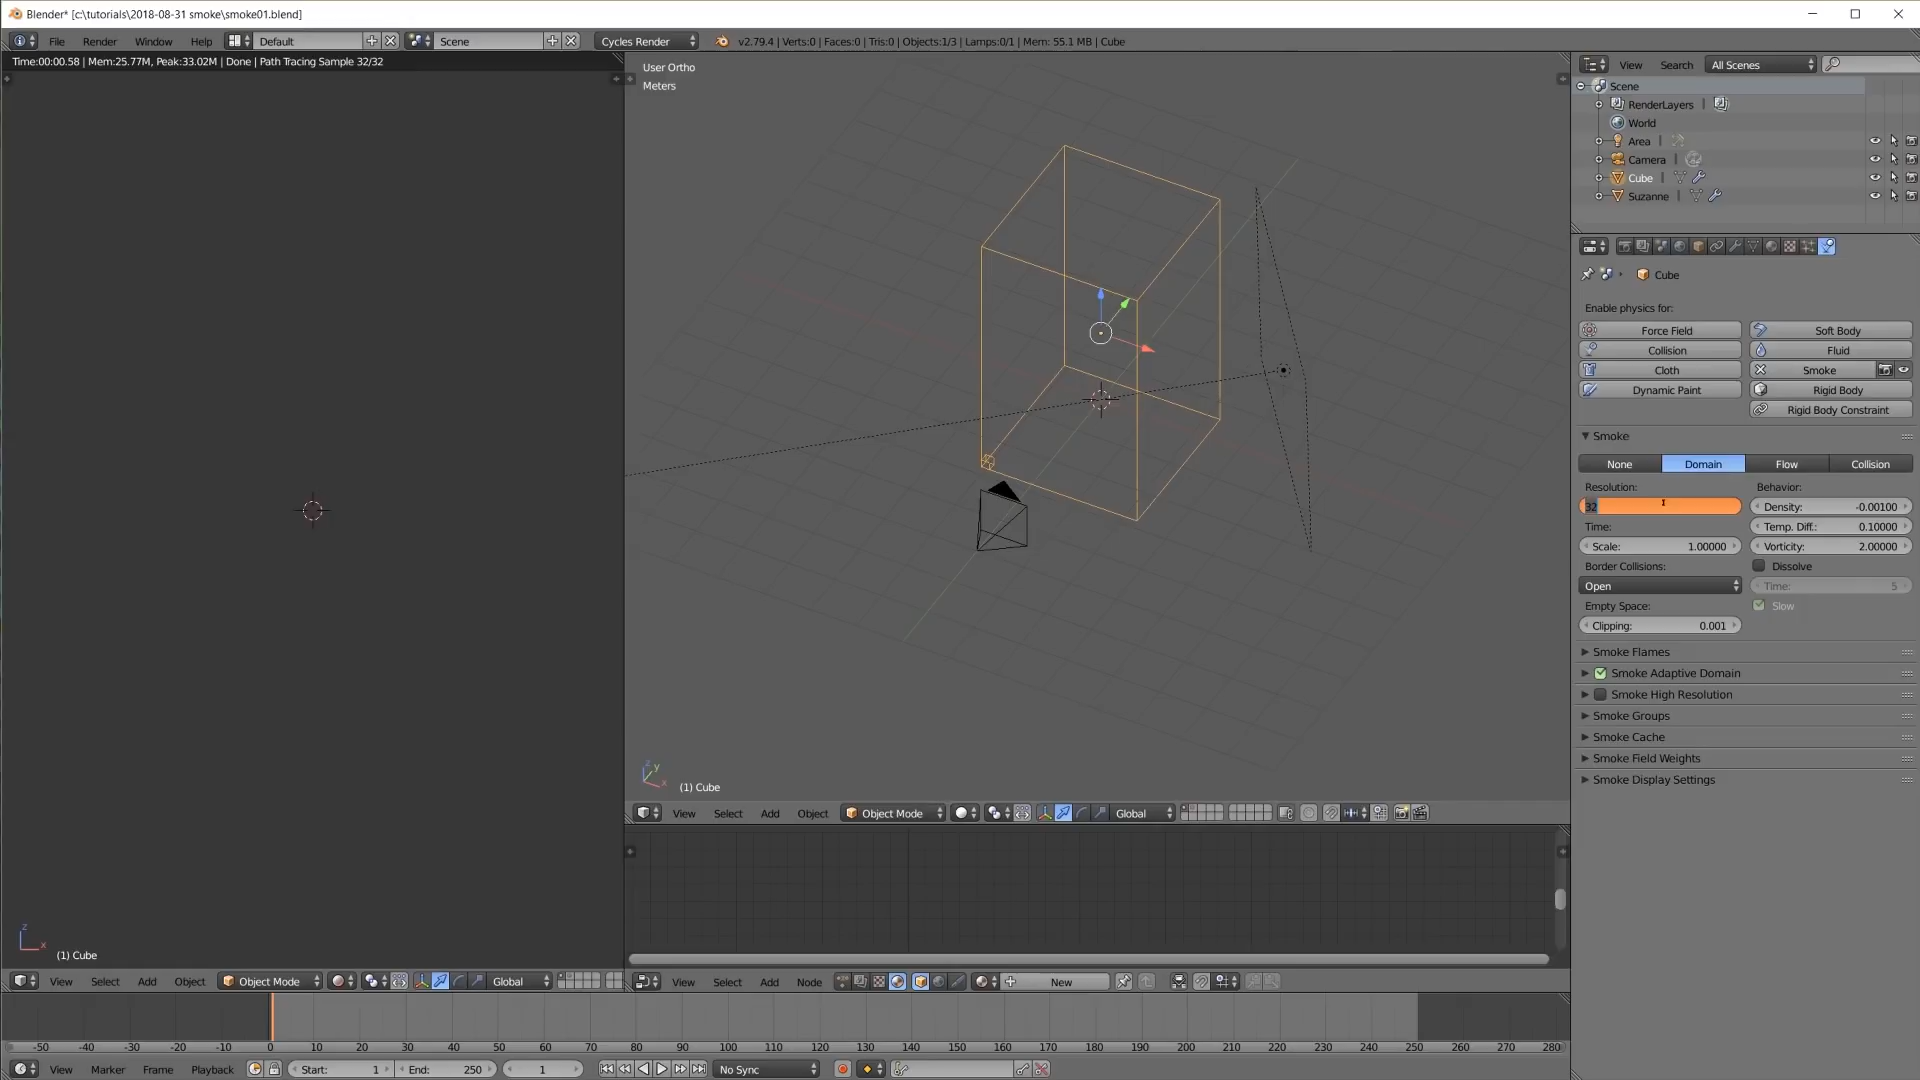 Blender* [c:\tutorials\2018-08-31 smoke\smoke01.blend]
File Render Window Help Default Scene Cycles Render v2.79.4 | Verts:0 | Faces:0 | Tris:0 | Objects:1/3 | Lamps:0/1 | Mem: 55.1 MB | Cube
Time:00:00.58 | Mem:25.77M, Peak:33.02M | Done | Path Tracing Sample 32/32
User Ortho
Meters
View Search All Scenes
Scene
RenderLayers
World
Area
Camera
Cube
Suzanne
Cube
Enable physics for:
Force Field Soft Body
Collision Fluid
Cloth Smoke
Dynamic Paint Rigid Body
Rigid Body Constraint
Smoke
None Domain Flow Collision
Resolution: Behavior:
32 Density: -0.00100
Time: Temp. Diff.: 0.10000
Scale: 1.00000 Vorticity: 2.00000
Border Collisions: Dissolve
Open Time: 5
Empty Space: Slow
Clipping: 0.001
Smoke Flames
Smoke Adaptive Domain
Smoke High Resolution
Smoke Groups
Smoke Cache
Smoke Field Weights
Smoke Display Settings
z y x
(1) Cube
View Select Add Object Object Mode Global
z x
(1) Cube
View Select Add Object Object Mode Global
View Select Add Node New
-50 -40 -30 -20 -10 0 10 20 30 40 50 60 70 80 90 100 110 120 130 140 150 160 170 180 190 200 210 220 230 240 250 260 270 280
View Marker Frame Playback Start: 1 End: 250 1 No Sync